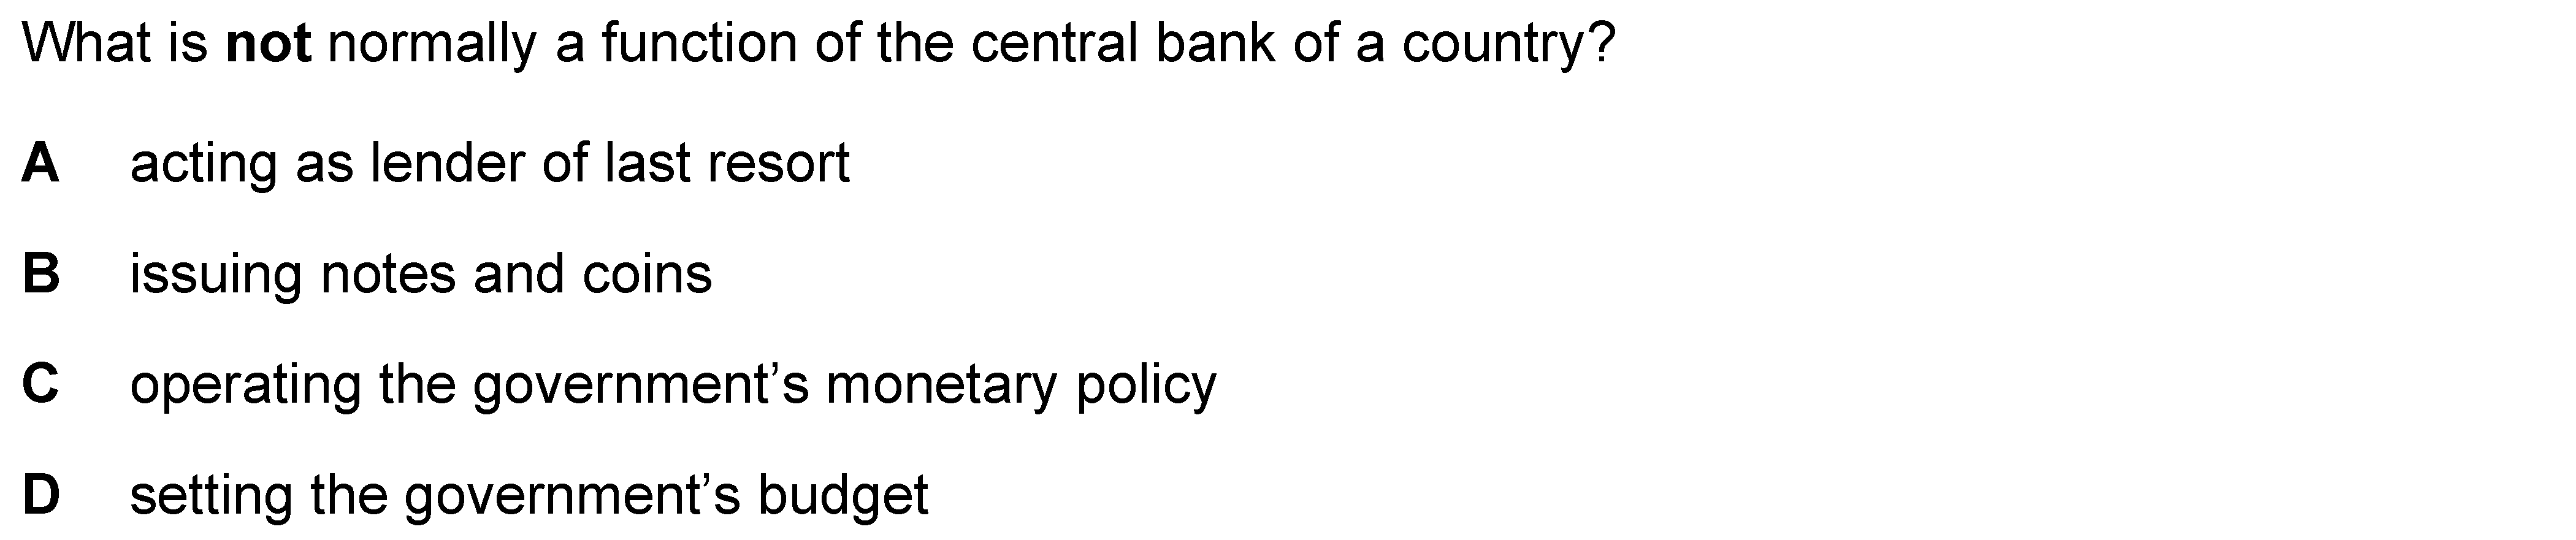 What is not normally a function of the central bank of a country?
A acting as lender of last resort
B issuing notes and coins
C operating the government’s monetary policy
D setting the government’s budget